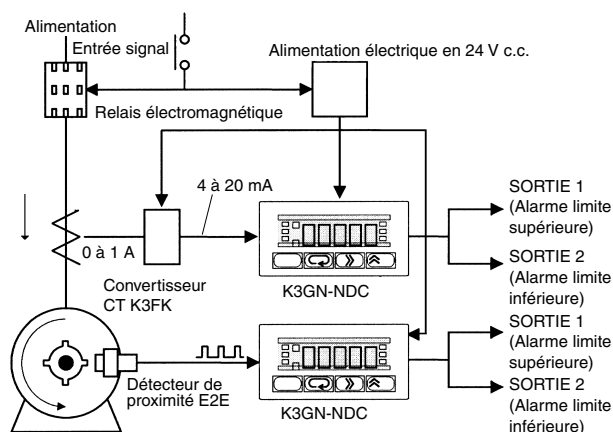 Alimentation
Entrée signal
Alimentation électrique en 24 V c.c.
Relais électromagnétique
4 à 20 mA
0 à 1 A
Convertisseur
CT K3FK
K3GN-NDC
SORTIE 1
(Alarme limite
supérieure)
SORTIE 2
(Alarme limite
inférieure)
Détecteur de
proximité E2E
K3GN-NDC
SORTIE 1
(Alarme limite
supérieure)
SORTIE 2
(Alarme limite
inférieure)